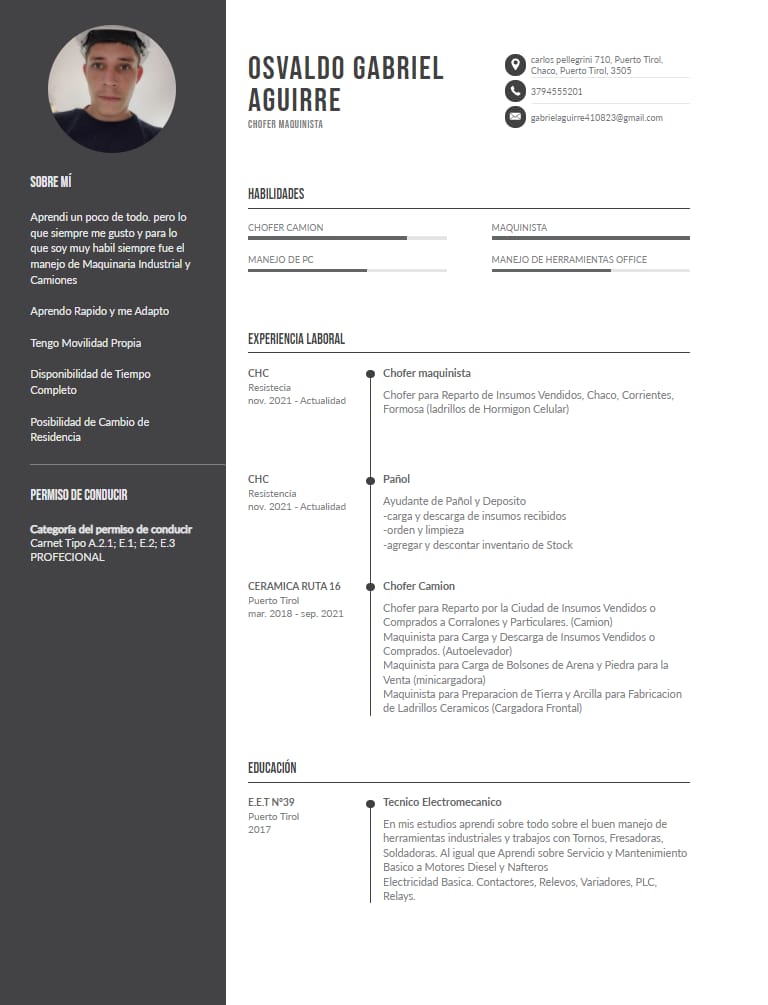 OSVALDO GABRIEL
AGUIRRE
CHOFER MAQUINISTA
carlos pellegrini 710, Puerto Tirol,
Chaco, Puerto Tirol, 3505
3794555201
gabrielaguirre410823@gmail.com
SOBRE MÍ
Aprendi un poco de todo. pero lo
que siempre me gusto y para lo
que soy muy habil siempre fue el
manejo de Maquinaria Industrial y
Camiones
Aprendo Rapido y me Adapto
Tengo Movilidad Propia
Disponibilidad de Tiempo
Completo
Posibilidad de Cambio de
Residencia
PERMISO DE CONDUCIR
Categoría del permiso de conducir
Carnet Tipo A.2.1; E.1; E.2; E.3
PROFECIONAL
HABILIDADES
CHOFER CAMION
MAQUINISTA
MANEJO DE PC
MANEJO DE HERRAMIENTAS OFFICE
EXPERIENCIA LABORAL
CHC
Resistecia
nov. 2021 - Actualidad
Chofer maquinista
Chofer para Reparto de Insumos Vendidos, Chaco, Corrientes,
Formosa (ladrillos de Hormigon Celular)
CHC
Resistencia
nov. 2021 - Actualidad
Pañol
Ayudante de Pañol y Deposito
-carga y descarga de insumos recibidos
-orden y limpieza
-agregar y descontar inventario de Stock
CERAMICA RUTA 16
Puerto Tirol
mar. 2018 - sep. 2021
Chofer Camion
Chofer para Reparto por la Ciudad de Insumos Vendidos o
Comprados a Corralones y Particulares. (Camion)
Maquinista para Carga y Descarga de Insumos Vendidos o
Comprados. (Autoelevador)
Maquinista para Carga de Bolsones de Arena y Piedra para la
Venta (minicargadora)
Maquinista para Preparacion de Tierra y Arcilla para Fabricacion
de Ladrillos Ceramicos (Cargadora Frontal)
EDUCACIÓN
E.E.T Nº39
Puerto Tirol
2017
Tecnico Electromecanico
En mis estudios aprendi sobre todo sobre el buen manejo de
herramientas industriales y trabajos con Tornos, Fresadoras,
Soldadoras. Al igual que Aprendi sobre Servicio y Mantenimiento
Basico a Motores Diesel y Nafteros
Electricidad Basica. Contactores, Relevos, Variadores, PLC,
Relays.